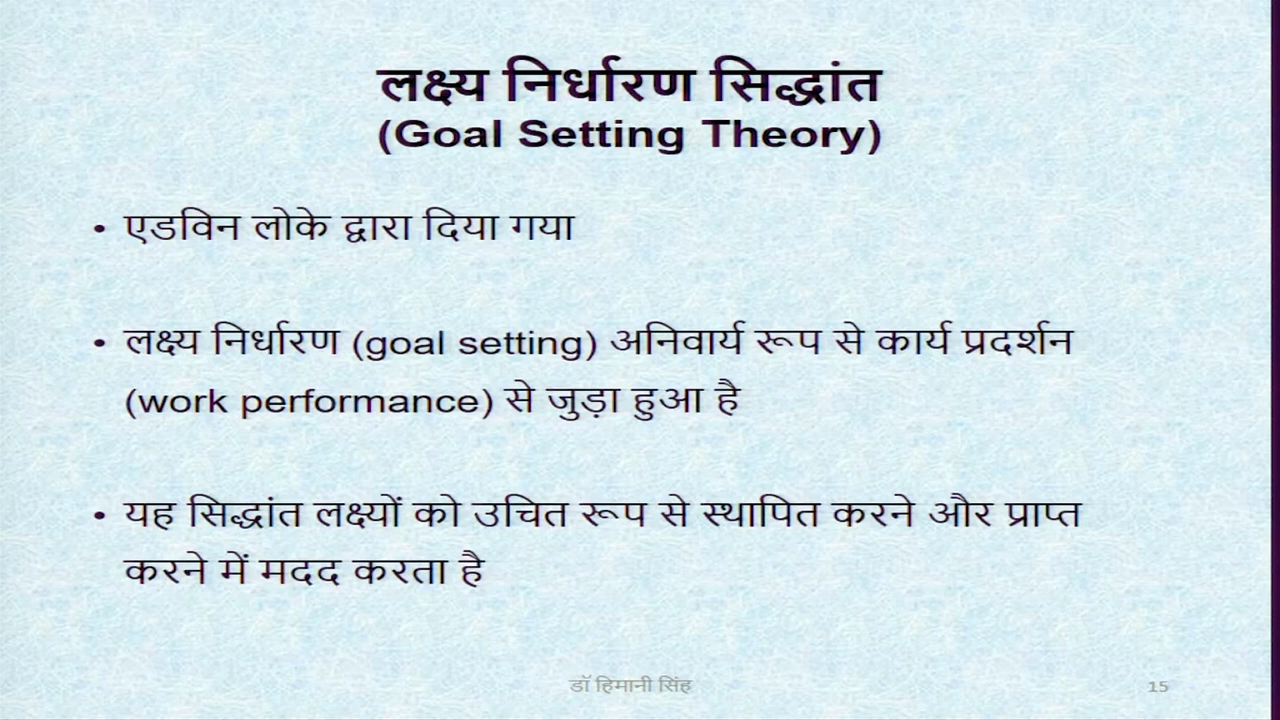 लक्ष्य निर्धारण सिद्धांत
(Goal Setting Theory)
• एडविन लोके द्वारा दिया गया
• लक्ष्य निर्धारण (goal setting) अनिवार्य रूप से कार्य प्रदर्शन
(work performance) से जुड़ा हुआ है
• यह सिद्धांत लक्ष्यों को उचित रूप से स्थापित करने और प्राप्त
करने में मदद करता है
डॉ हिमानी सिंह
15